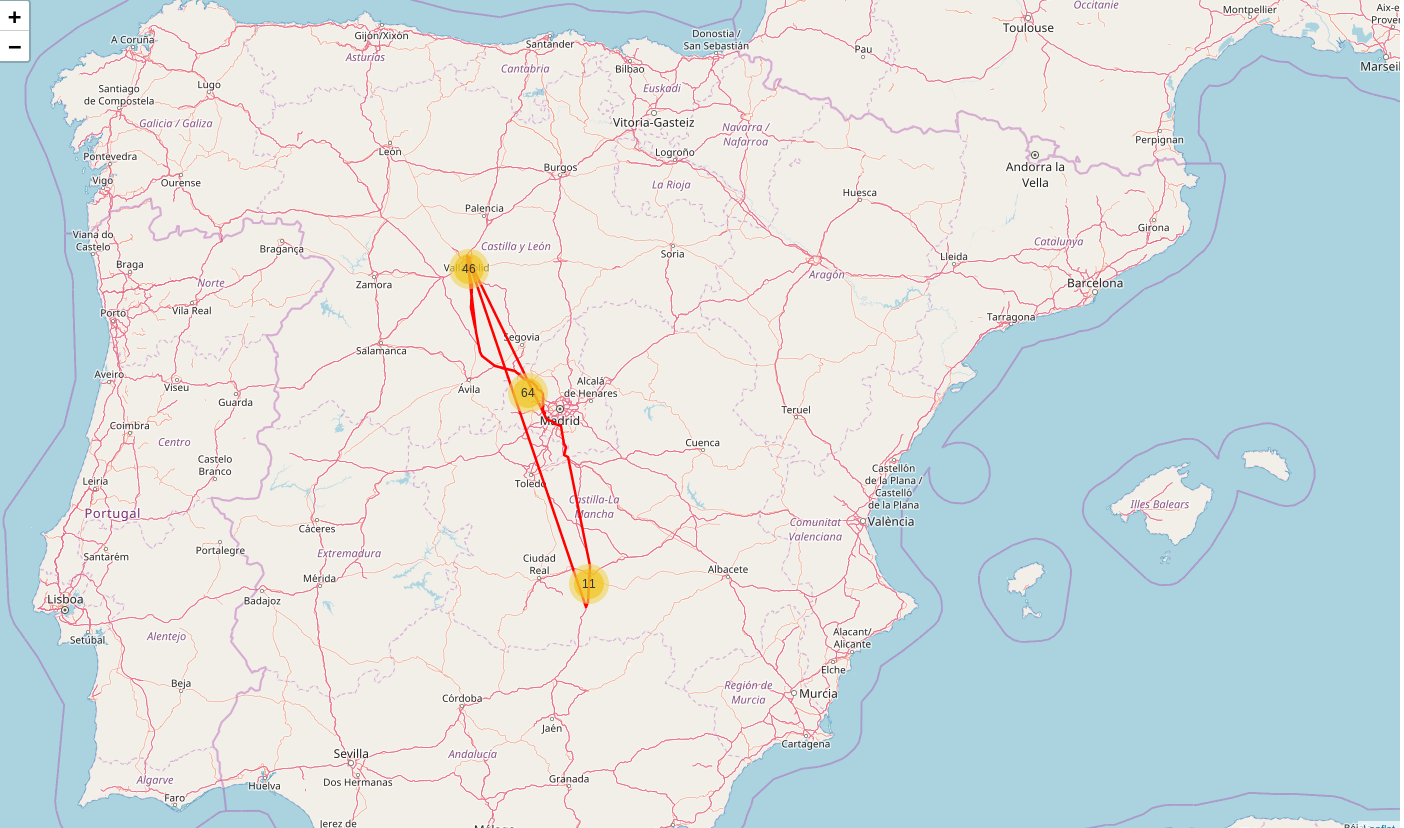 +
−
A Coruña
Gijón/Xixón
Santander
Donostia /
San Sebastián
Pau
Occitanie
Toulouse
Montpellier
Asturias
Cantabria
Bilbao
Euskadi
Santiago
de Compostela
Lugo
Galicia / Galiza
Vitoria-Gasteiz
Navarra /
Nafarroa
León
Logroño
Perpignan
Pontevedra
Burgos
Andorra la
Vella
Vigo
Ourense
La Rioja
Huesca
Palencia
Viana do
Castelo
Bragança
Castilla y León
Soria
Catalunya
Girona
Braga
46
Lleida
Norte
Zamora
Aragón
Barcelona
Porto
Vila Real
Tarragona
Segovia
Salamanca
Aveiro
Viseu
Ávila
64
Alcalá
de Henares
Guarda
Madrid
Teruel
Coimbra
Centro
Cuenca
Castelo
Branco
Castellón
de la Plana /
Castelló
de la Plana
Leiria
Toledo
Castilla-La
Mancha
Illes Balears
Portugal
Cáceres
Comunitat
Valenciana
València
Santarém
Portalegre
Extremadura
Ciudad
Real
Albacete
Mérida
11
Lisboa
Badajoz
Setúbal
Alentejo
Alacant/
Alicante
Elche
Beja
Córdoba
Región de
Murcia
Murcia
Jaén
Cartagena
Sevilla
Andalucía
Algarve
Huelva
Dos Hermanas
Granada
Faro
Jerez de